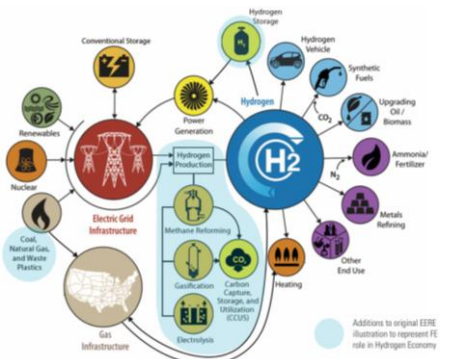 Hydrogen
Storage
H₂
Conventional Storage
Hydrogen
Vehicle
Synthetic
Fuels
Hydrogen
CO₂
Upgrading
Oil /
Biomass
Renewables
Power
Generation
Hydrogen
Production
H2
N₂
Ammonia/
Fertilizer
Nuclear
Electric Grid
Infrastructure
Methane Reforming
Metals
Refining
Coal,
Natural Gas,
and Waste
Plastics
Gasification
CO₂
Carbon
Capture,
Storage, and
Utilization
(CCUS)
Heating
Other
End Use
Gas
Infrastructure
Electrolysis
Additions to original EERE
illustration to represent FE
role in Hydrogen Economy